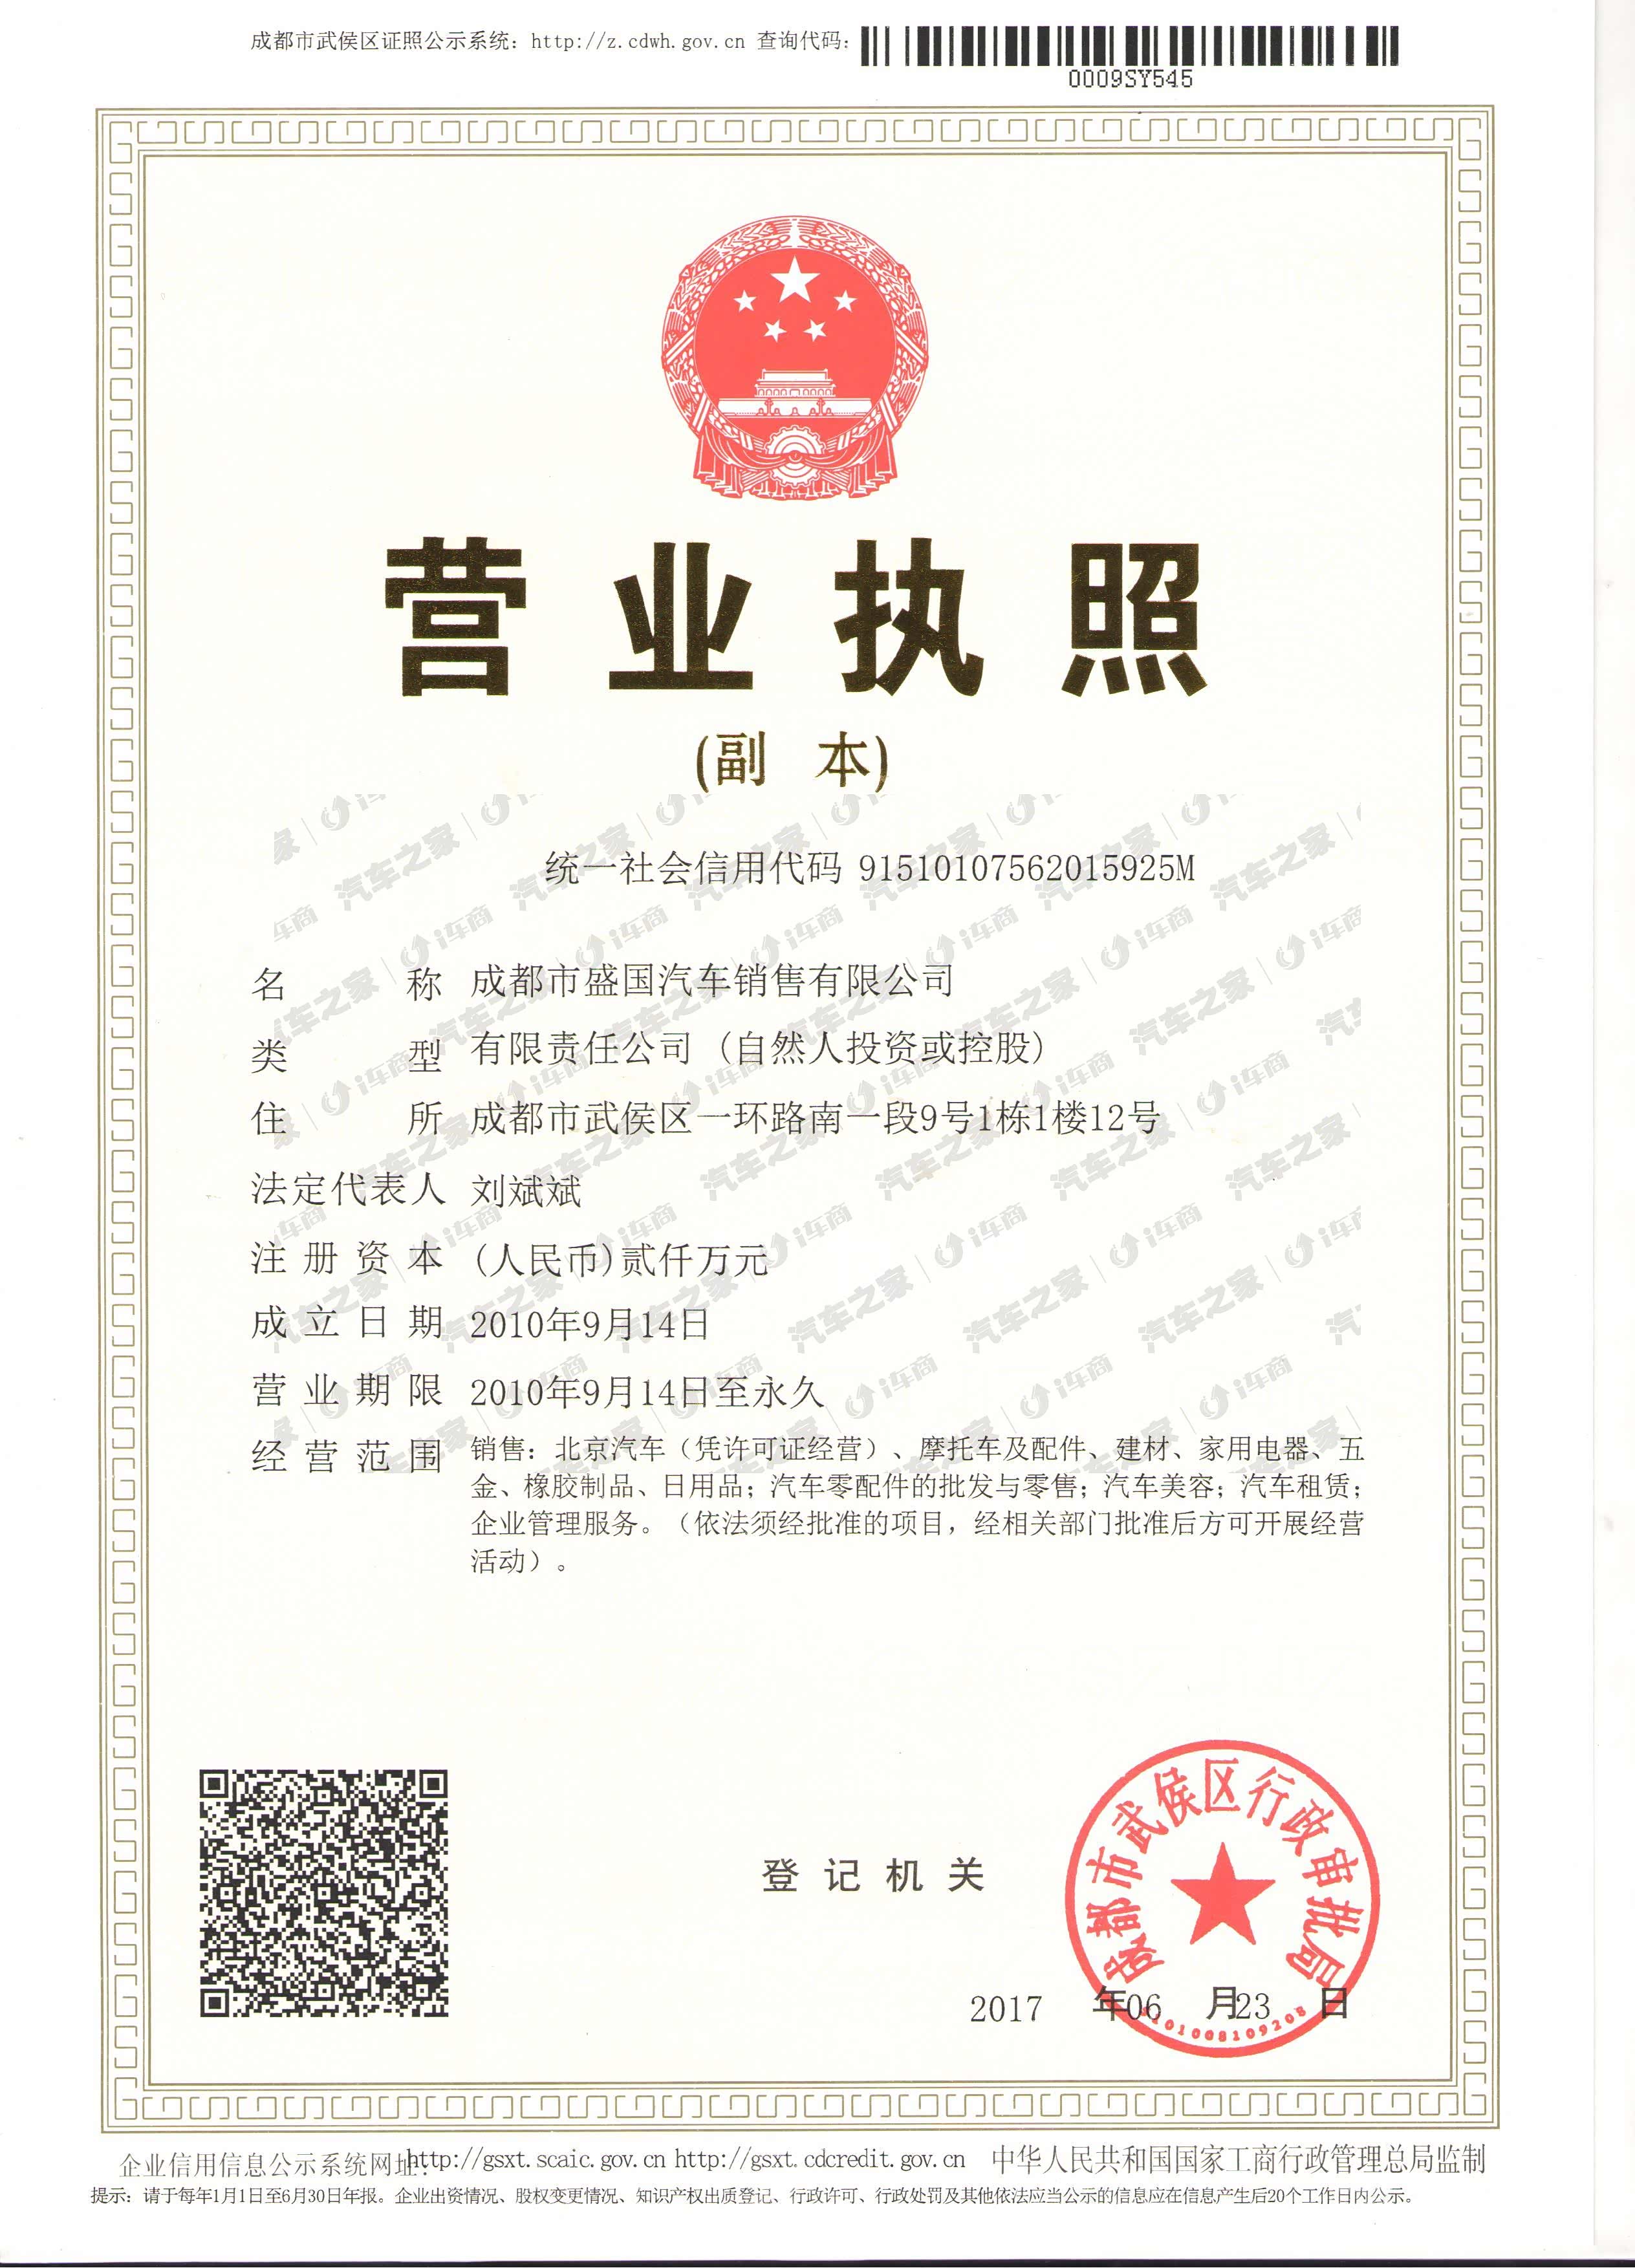 成都市武侯区证照公示系统：http://z.cdwh.gov.cn 查询代码：
0009SY545
营业执照
(副 本)
统一社会信用代码 91510107562015925M
名 称 成都市盛国汽车销售有限公司
类 型 有限责任公司（自然人投资或控股）
住 所 成都市武侯区一环路南一段9号1栋1楼12号
法定代表人 刘斌斌
注册资本 (人民币)贰仟万元
成立日期 2010年9月14日
营业期限 2010年9月14日至永久
经营范围 销售：北京汽车（凭许可证经营）、摩托车及配件、建材、家用电器、五
金、橡胶制品、日用品；汽车零配件的批发与零售；汽车美容；汽车租赁；
企业管理服务。（依法须经批准的项目，经相关部门批准后方可开展经营
活动）。
汽车之家 i车商
登记机关
成都市武侯区行政审批局
2017 年06 月23 日
5101008109208
企业信用信息公示系统网址：http://gsxt.scaic.gov.cn http://gsxt.cdcredit.gov.cn 中华人民共和国国家工商行政管理总局监制
提示：请于每年1月1日至6月30日年报。企业出资情况、股权变更情况、知识产权出质登记、行政许可、行政处罚及其他依法应当公示的信息应在信息产生后20个工作日内公示。